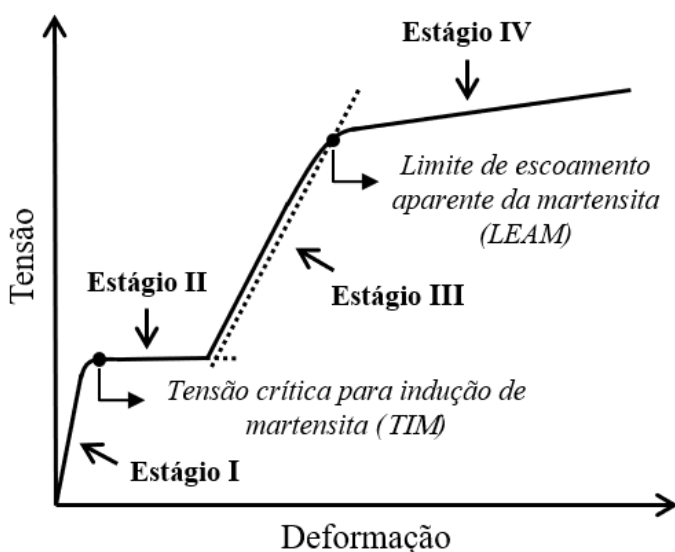 Estágio IV
Limite de escoamento
aparente da martensita
(LEAM)
Tensão
Estágio II
Estágio III
Tensão crítica para indução de
martensita (TIM)
Estágio I
Deformação